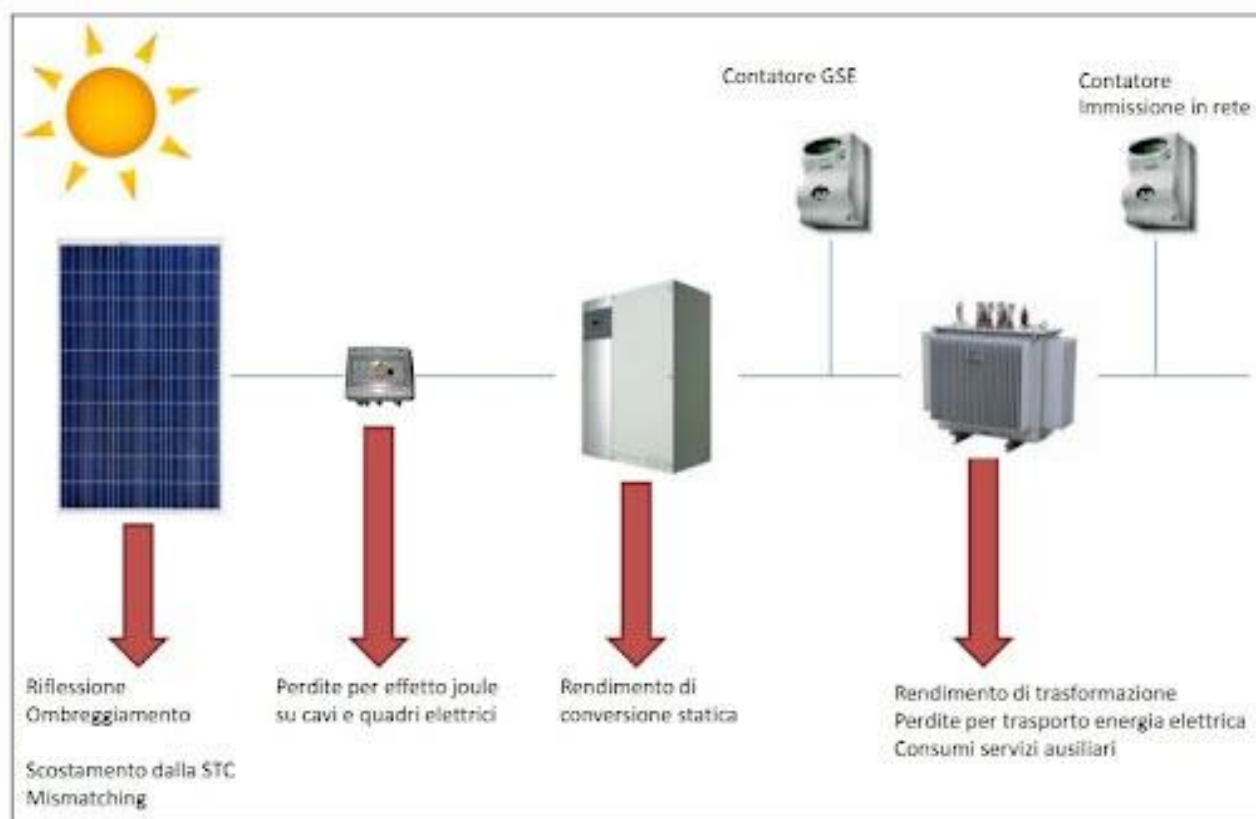 Contatore GSE
Contatore
Immissione in rete
Riflessione
Ombreggiamento
Scostamento dalla STC
Mismatching
Perdite per effetto joule
su cavi e quadri elettrici
Rendimento di
conversione statica
Rendimento di trasformazione
Perdite per trasporto energia elettrica
Consumi servizi ausiliari